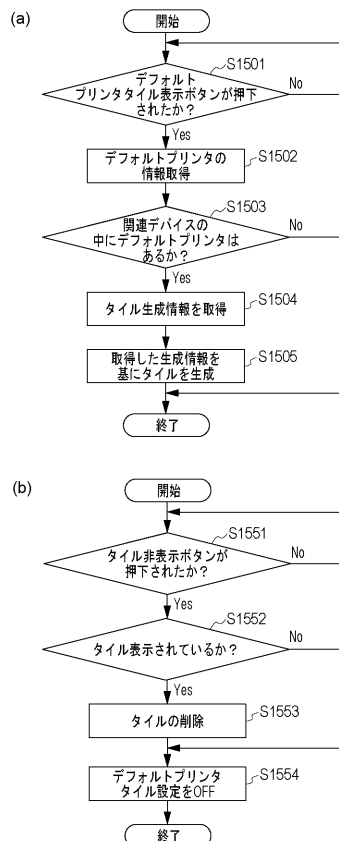 (a)
開始
S1501
デフォルト
プリンタタイル表示ボタンが押下
されたか？
No
Yes
デフォルトプリンタの
情報取得
S1502
S1503
関連デバイスの
中にデフォルトプリンタは
あるか？
No
Yes
タイル生成情報を取得
S1504
取得した生成情報を
基にタイルを生成
S1505
終了
(b)
開始
S1551
タイル非表示ボタンが
押下されたか？
No
Yes
S1552
タイル表示されているか？
No
Yes
タイルの削除
S1553
デフォルトプリンタ
タイル設定をOFF
S1554
終了